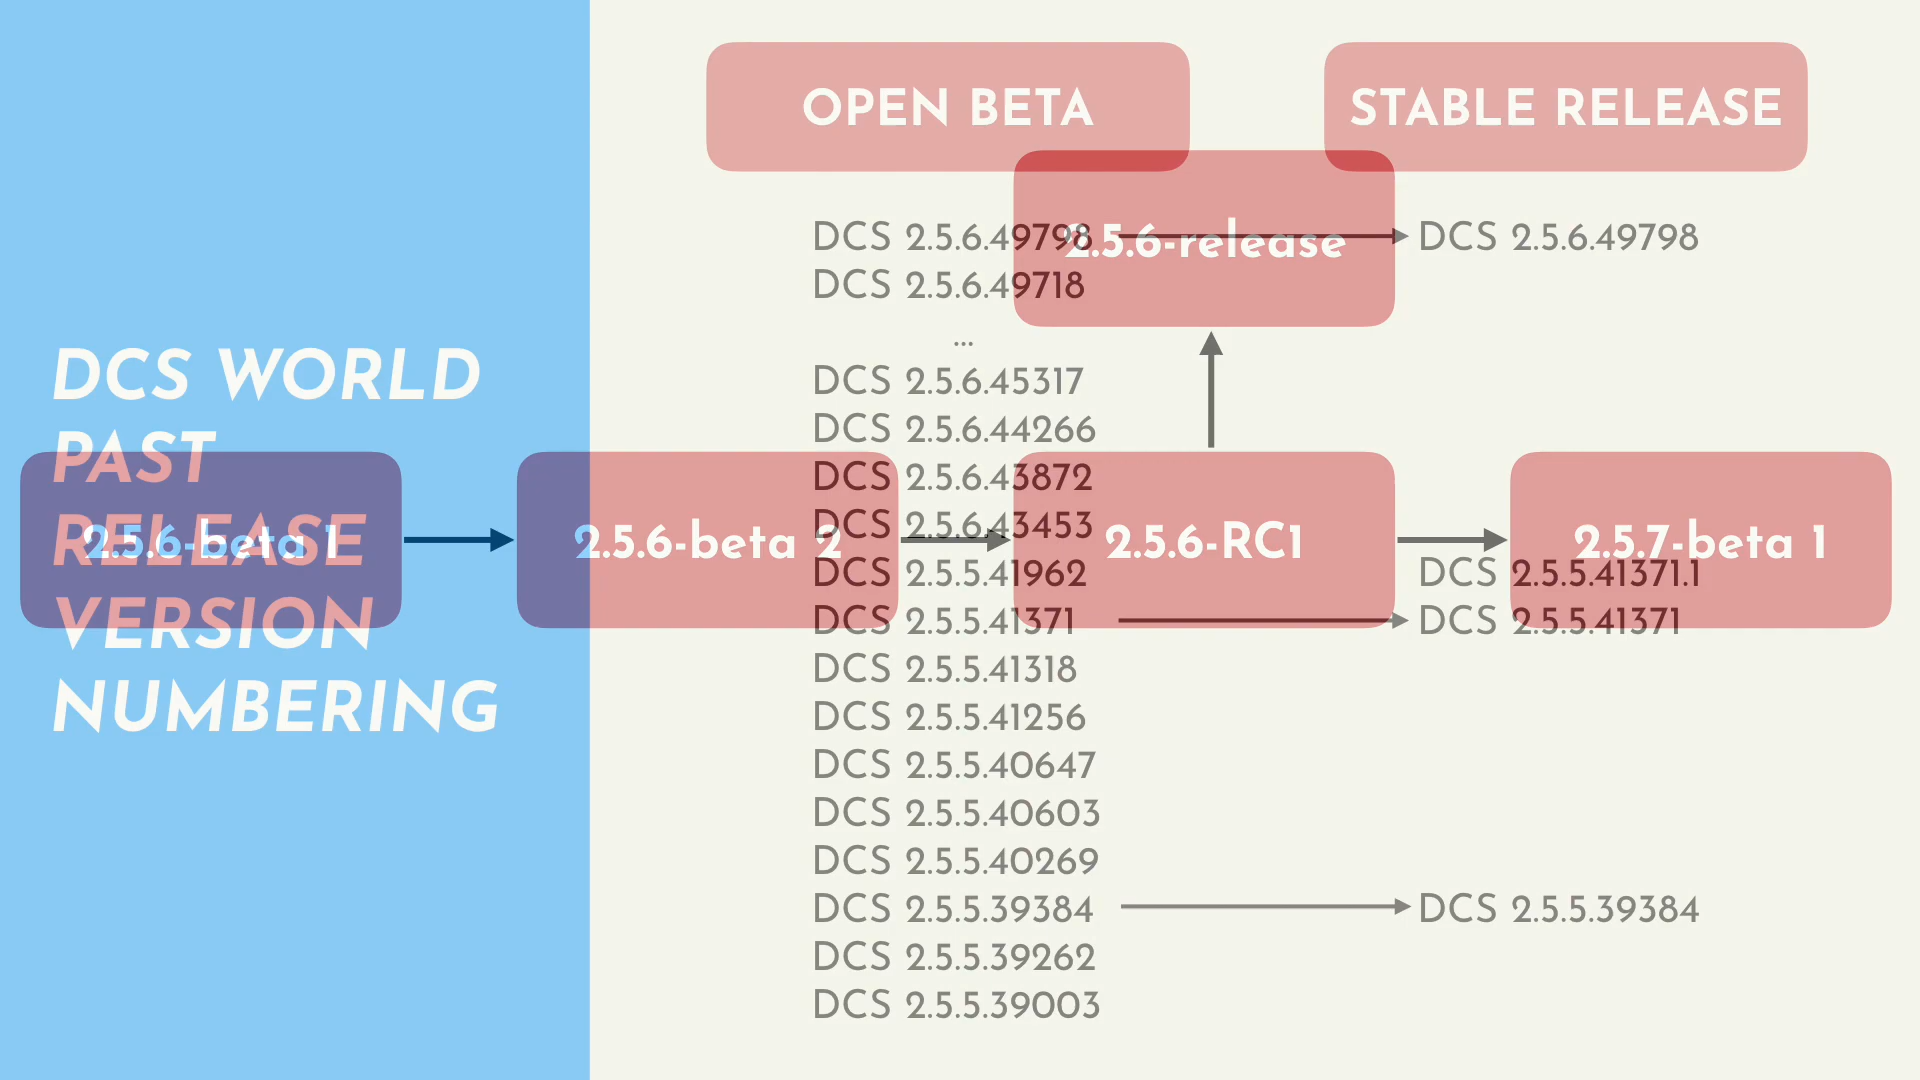 DCS WORLD
PAST
RELEASE
VERSION
NUMBERING
OPEN BETA
STABLE RELEASE
DCS 2.5.6.49798
DCS 2.5.6.49718
...
DCS 2.5.6.45317
DCS 2.5.6.44266
DCS 2.5.6.43872
DCS 2.5.6.43453
DCS 2.5.5.41962
DCS 2.5.5.41371
DCS 2.5.5.41318
DCS 2.5.5.41256
DCS 2.5.5.40647
DCS 2.5.5.40603
DCS 2.5.5.40269
DCS 2.5.5.39384
DCS 2.5.5.39262
DCS 2.5.5.39003
DCS 2.5.6.49798
DCS 2.5.5.41371.1
DCS 2.5.5.41371
DCS 2.5.5.39384
2.5.6-release
2.5.6-beta 1
2.5.6-beta 2
2.5.6-RC1
2.5.7-beta 1